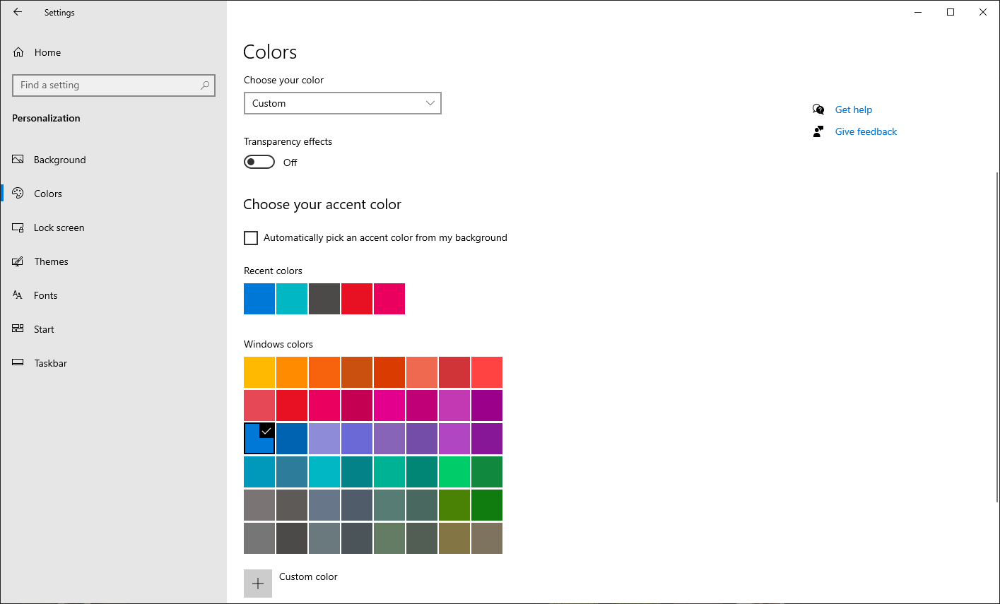 Settings
Home
Find a setting
Personalization
Background
Colors
Lock screen
Themes
Fonts
Start
Taskbar
Colors
Choose your color
Custom
Transparency effects
Off
Choose your accent color
Automatically pick an accent color from my background
Recent colors
Windows colors
Custom color
Get help
Give feedback